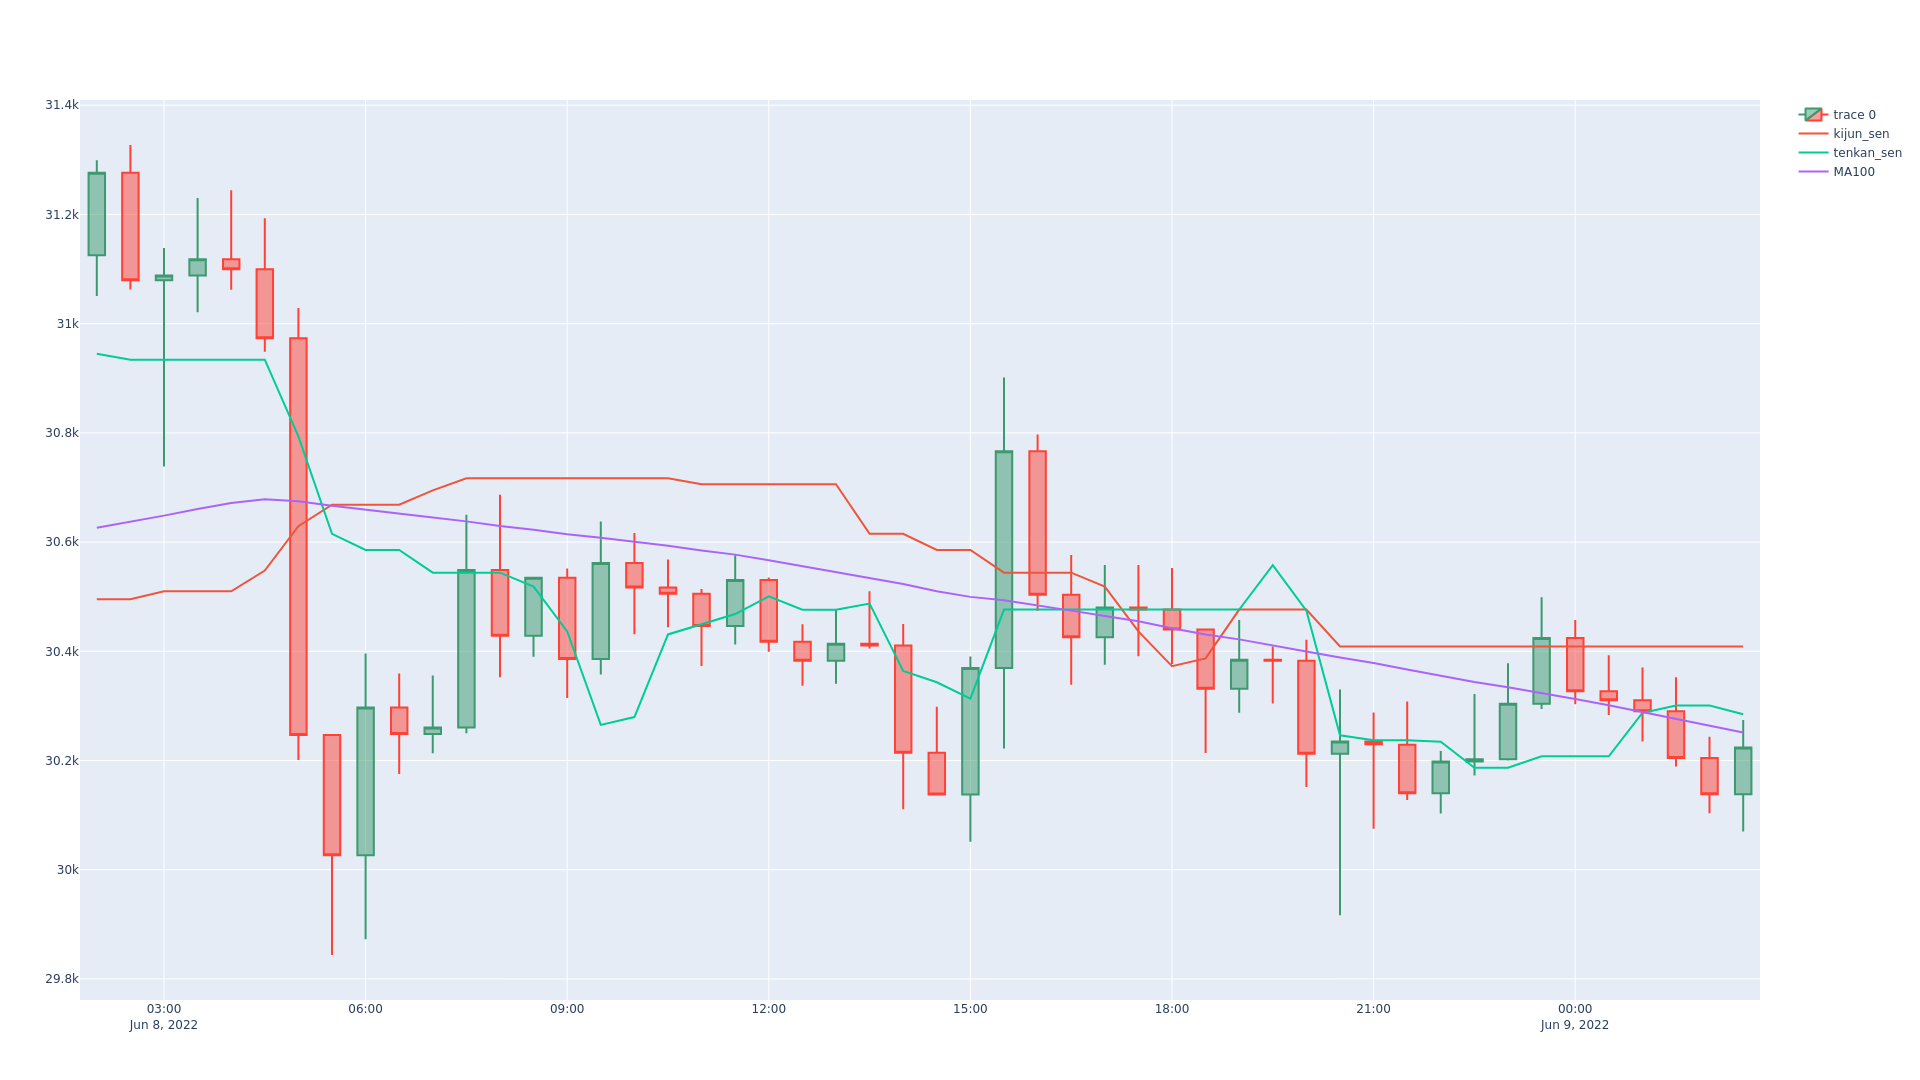 31.4k
31.2k
31k
30.8k
30.6k
30.4k
30.2k
30k
29.8k
03:00
Jun 8, 2022
06:00
09:00
12:00
15:00
18:00
21:00
00:00
Jun 9, 2022
trace 0
kijun_sen
tenkan_sen
MA100